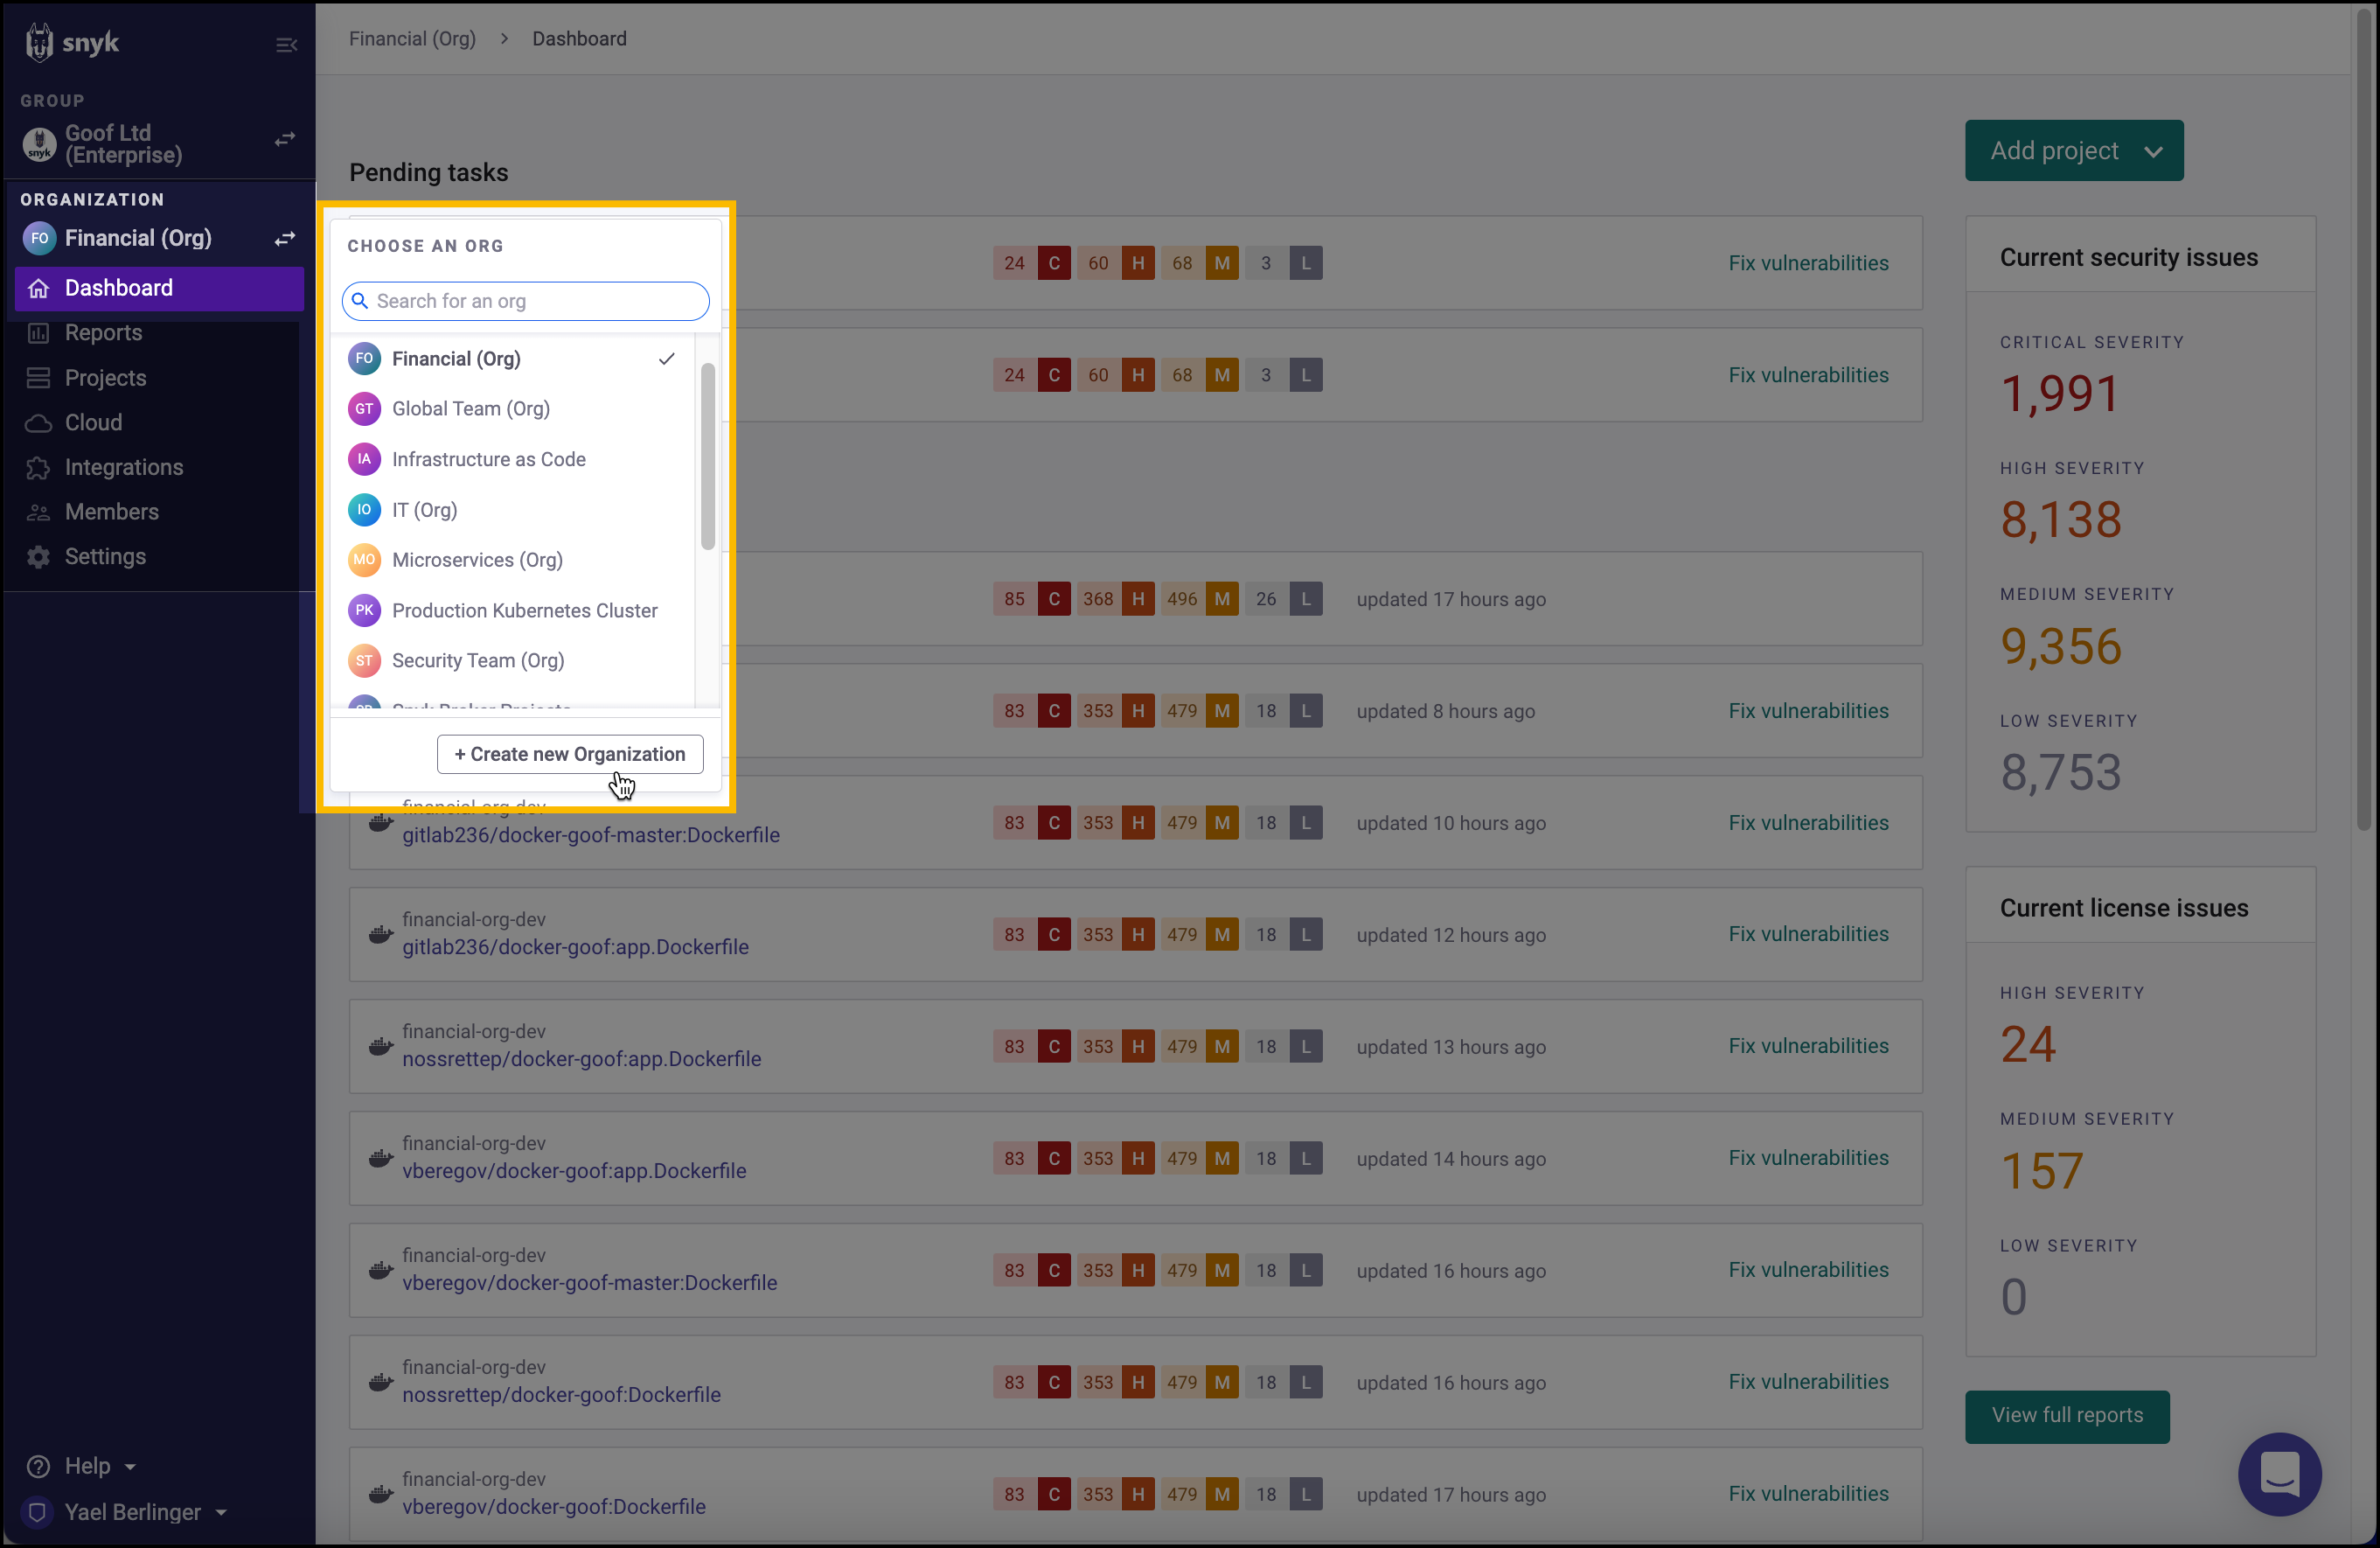 snyk
GROUP
snyk
Goof Ltd
(Enterprise)
ORGANIZATION
FO Financial (Org)
Dashboard
Reports
Projects
Cloud
Integrations
Members
Settings
Help
Yael Berlinger
Financial (Org) > Dashboard
Pending tasks
CHOOSE AN ORG
Search for an org
FO Financial (Org)
GT Global Team (Org)
IA Infrastructure as Code
IO IT (Org)
MO Microservices (Org)
PK Production Kubernetes Cluster
ST Security Team (Org)
+ Create new Organization
24 C 60 H 68 M 3 L Fix vulnerabilities
24 C 60 H 68 M 3 L Fix vulnerabilities
85 C 368 H 496 M 26 L updated 17 hours ago
83 C 353 H 479 M 18 L updated 8 hours ago Fix vulnerabilities
financial-org-dev
gitlab236/docker-goof-master:Dockerfile
83 C 353 H 479 M 18 L updated 10 hours ago Fix vulnerabilities
financial-org-dev
gitlab236/docker-goof:app.Dockerfile
83 C 353 H 479 M 18 L updated 12 hours ago Fix vulnerabilities
financial-org-dev
nossrettep/docker-goof:app.Dockerfile
83 C 353 H 479 M 18 L updated 13 hours ago Fix vulnerabilities
financial-org-dev
vberegov/docker-goof:app.Dockerfile
83 C 353 H 479 M 18 L updated 14 hours ago Fix vulnerabilities
financial-org-dev
vberegov/docker-goof-master:Dockerfile
83 C 353 H 479 M 18 L updated 16 hours ago Fix vulnerabilities
financial-org-dev
nossrettep/docker-goof:Dockerfile
83 C 353 H 479 M 18 L updated 16 hours ago Fix vulnerabilities
financial-org-dev
vberegov/docker-goof:Dockerfile
83 C 353 H 479 M 18 L updated 17 hours ago Fix vulnerabilities
Add project
Current security issues
CRITICAL SEVERITY
1,991
HIGH SEVERITY
8,138
MEDIUM SEVERITY
9,356
LOW SEVERITY
8,753
Current license issues
HIGH SEVERITY
24
MEDIUM SEVERITY
157
LOW SEVERITY
0
View full reports